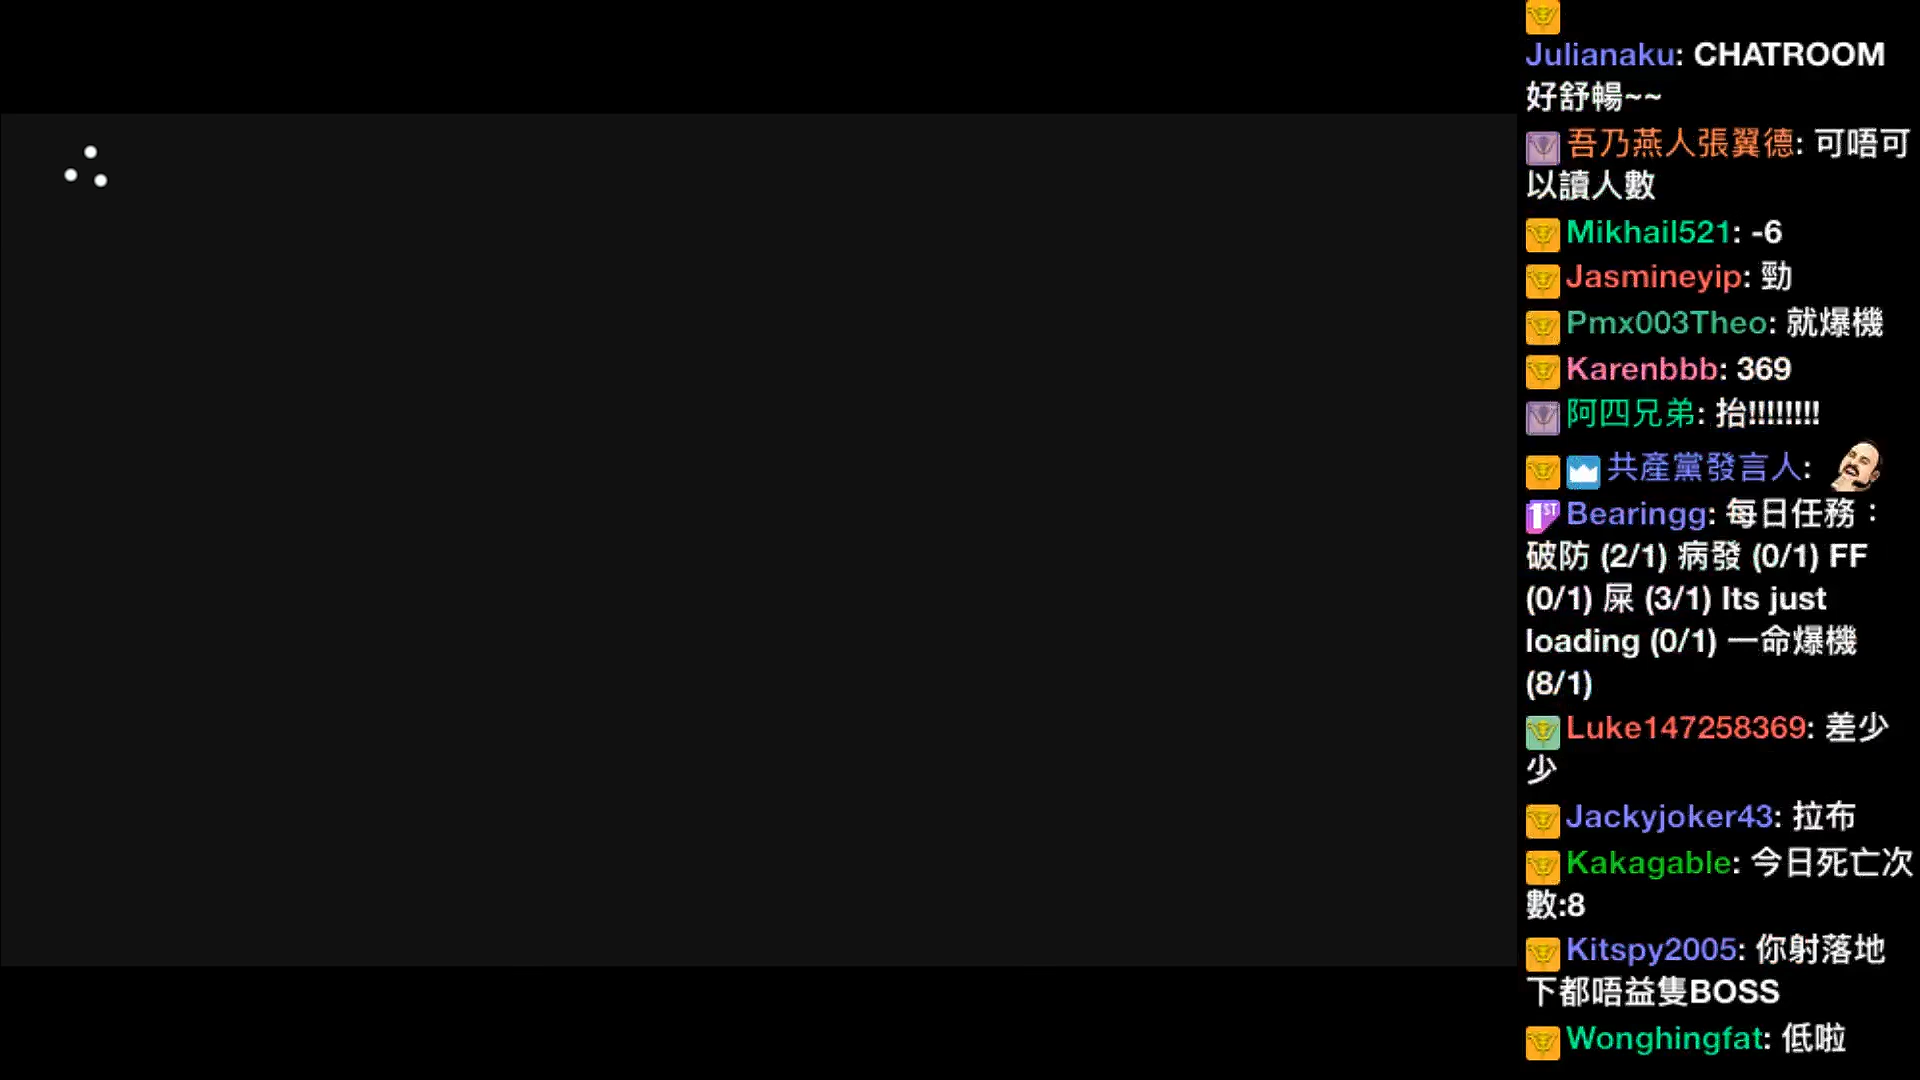 Julianaku: CHATROOM
好舒暢~~
吾乃燕人張翼德: 可唔可
以讀人數
Mikhail521: -6
Jasmineyip: 勁
Pmx003Theo: 就爆機
Karenbbb: 369
阿四兄弟: 抬!!!!!!!!!
共產黨發言人:
1ST Bearingg: 每日任務：
破防 (2/1) 病發 (0/1) FF
(0/1) 屎 (3/1) Its just
loading (0/1) 一命爆機
(8/1)
Luke147258369: 差少
少
Jackyjoker43: 拉布
Kakagable: 今日死亡次
數:8
Kitspy2005: 你射落地
下都唔益隻BOSS
Wonghingfat: 低啦